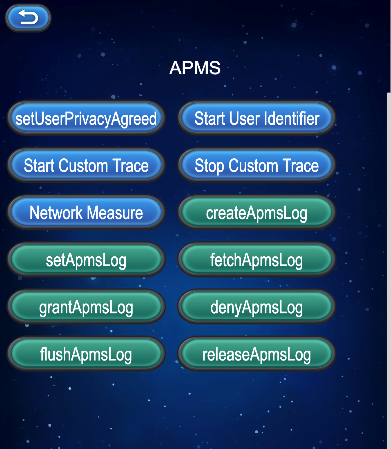 APMS
setUserPrivacyAgreed
Start User Identifier
Start Custom Trace
Stop Custom Trace
Network Measure
createApmsLog
setApmsLog
fetchApmsLog
grantApmsLog
denyApmsLog
flushApmsLog
releaseApmsLog